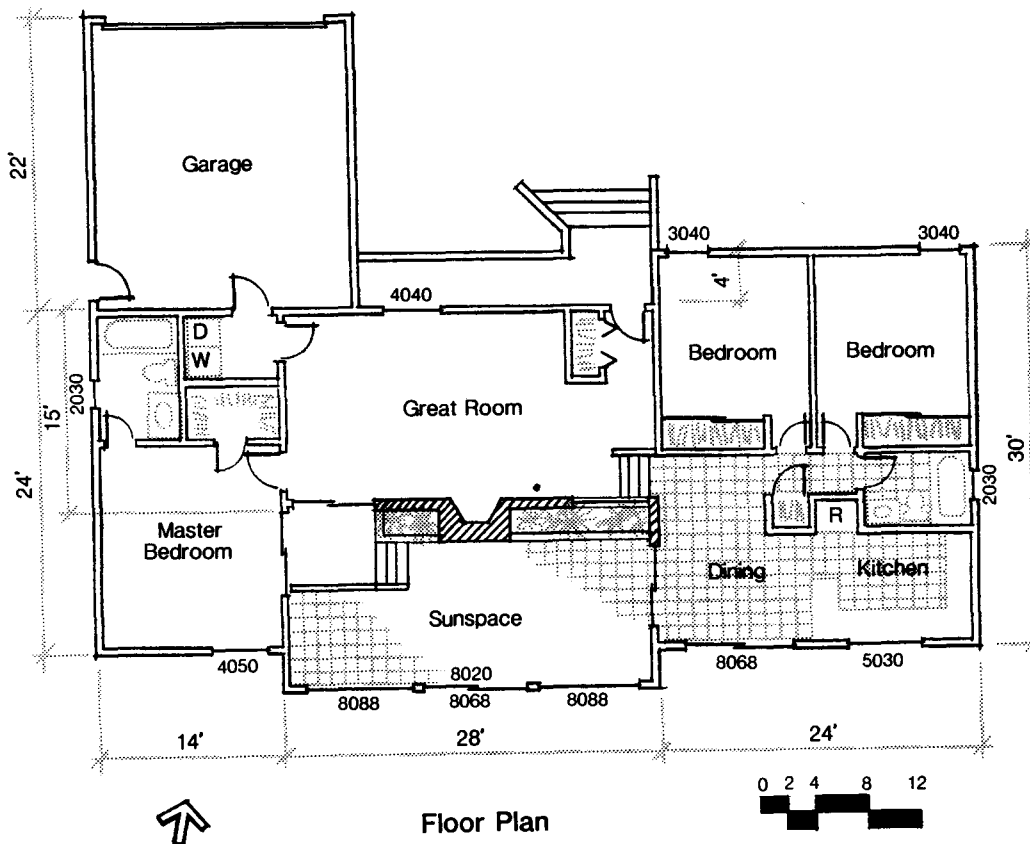 22'
Garage
3040
3040
4'
4040
D
W
Bedroom
Bedroom
2030
15'
Great Room
24'
30'
2030
Master
Bedroom
R
Dining
Kitchen
Sunspace
4050
8020
8068
5030
8088
8068
8088
14'
28'
24'
0 2 4 8 12
Floor Plan